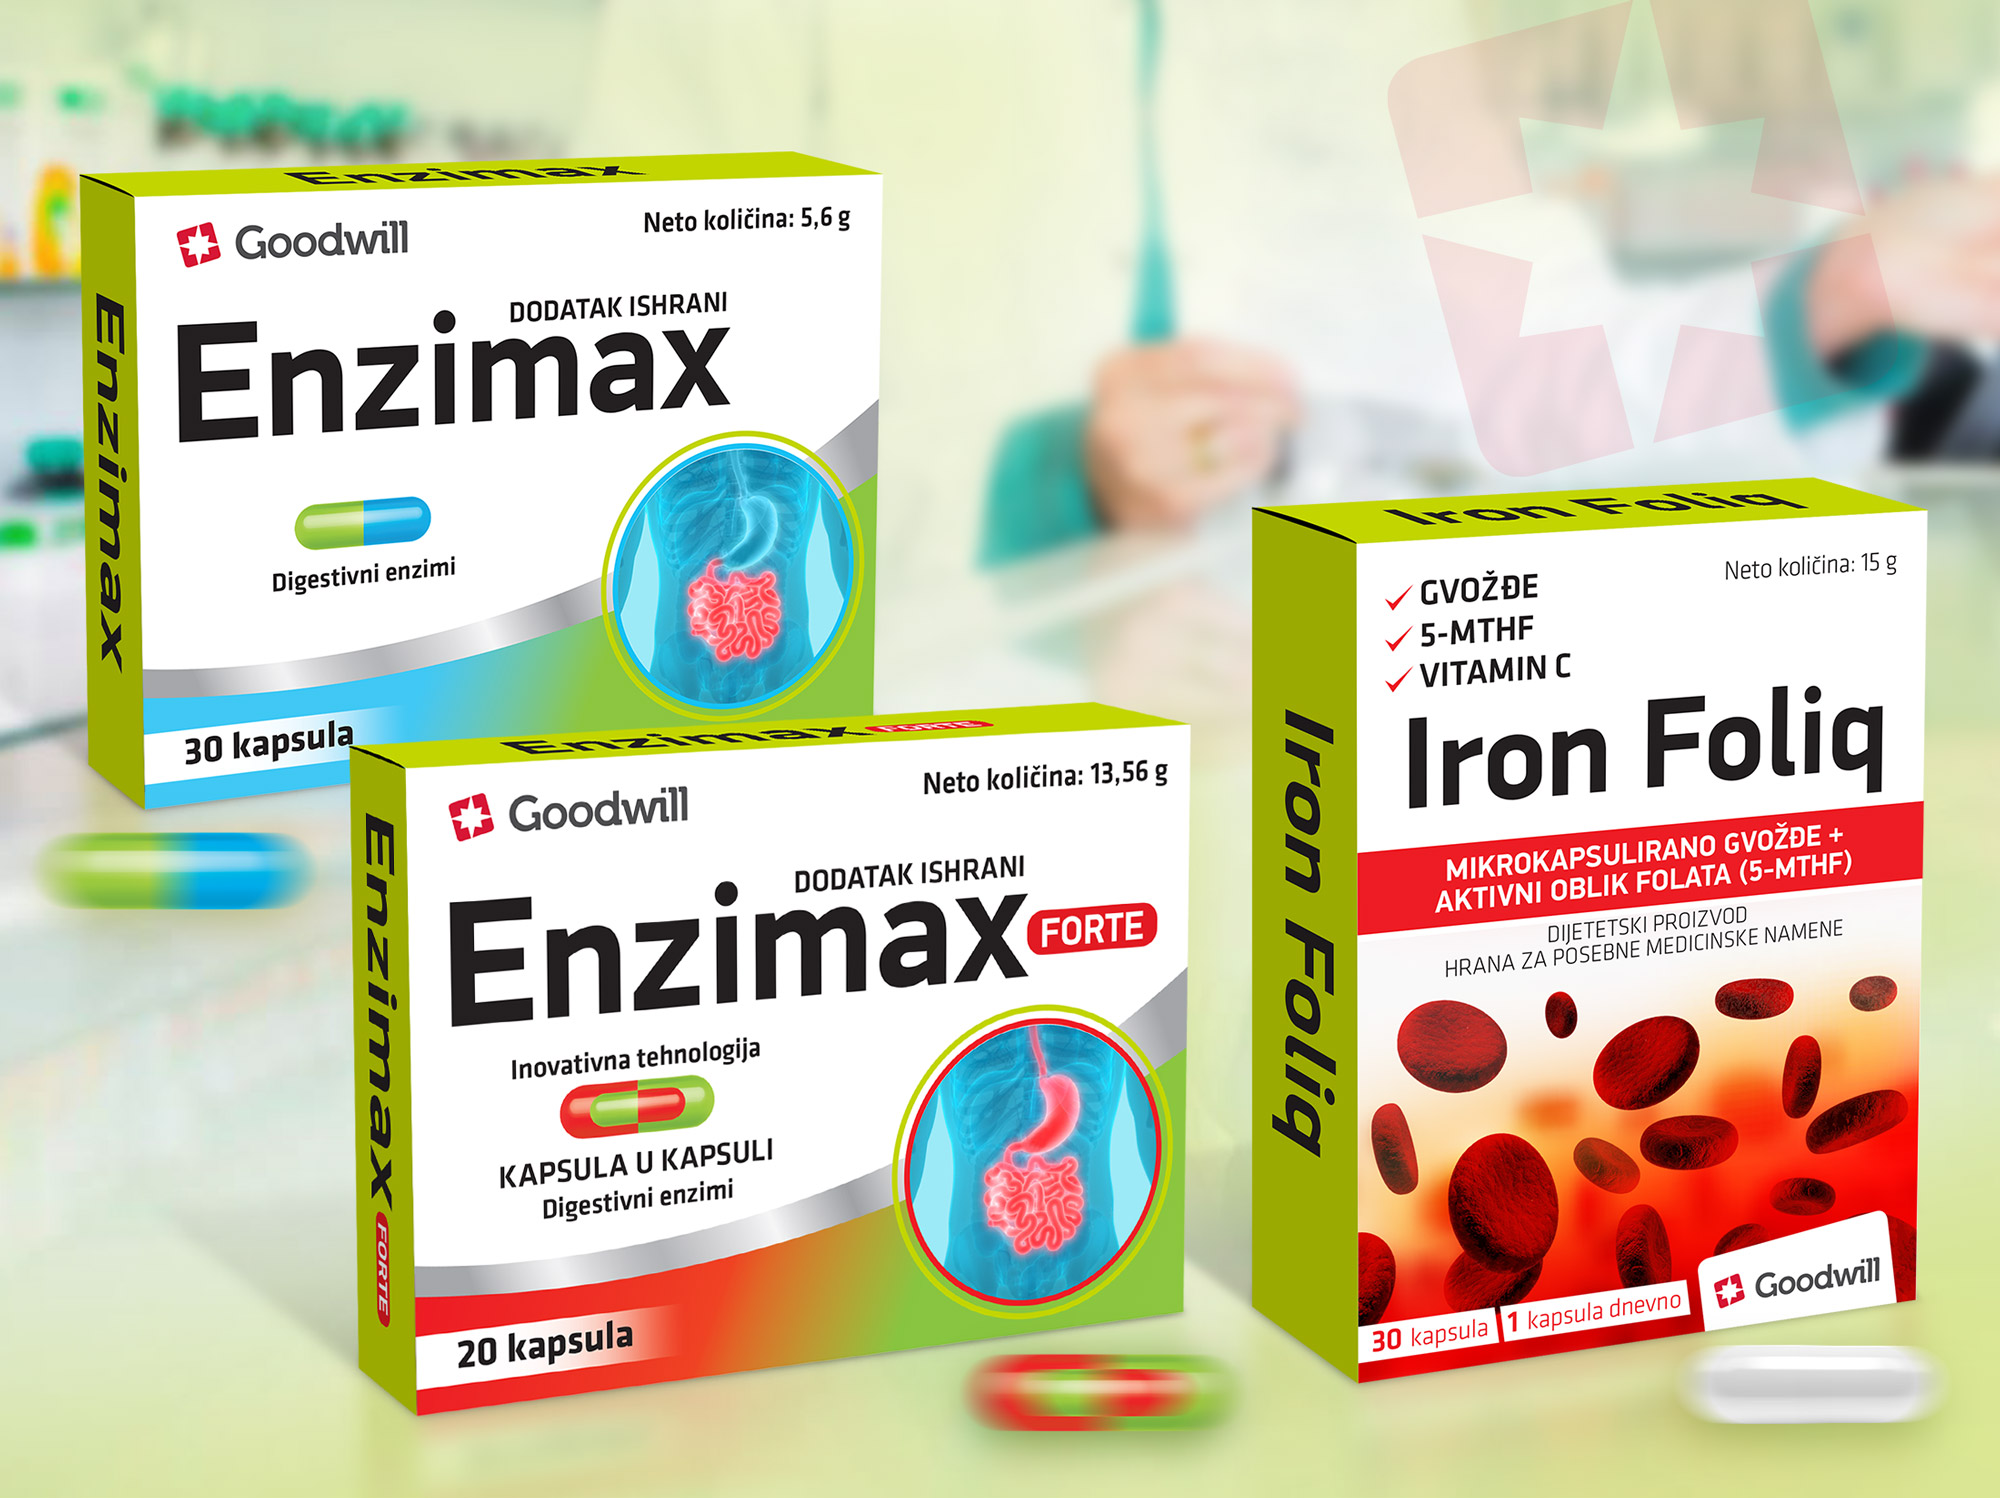 Enzimax
Enzimax
Goodwill
Neto količina: 5,6 g
DODATAK ISHRANI
Enzimax
Digestivni enzimi
30 kapsula
Enzimax FORTE
Enzimax FORTE
Goodwill
Neto količina: 13,56 g
DODATAK ISHRANI
Enzimax FORTE
Inovativna tehnologija
KAPSULA U KAPSULI
Digestivni enzimi
20 kapsula
Iron Foliq
Iron Foliq
Neto količina: 15 g
GVOŽĐE
5-MTHF
VITAMIN C
Iron Foliq
MIKROKAPSULIRANO GVOŽĐE +
AKTIVNI OBLIK FOLATA (5-MTHF)
DIJETETSKI PROIZVOD
HRANA ZA POSEBNE MEDICINSKE NAMENE
30 kapsula
1 kapsula dnevno
Goodwill